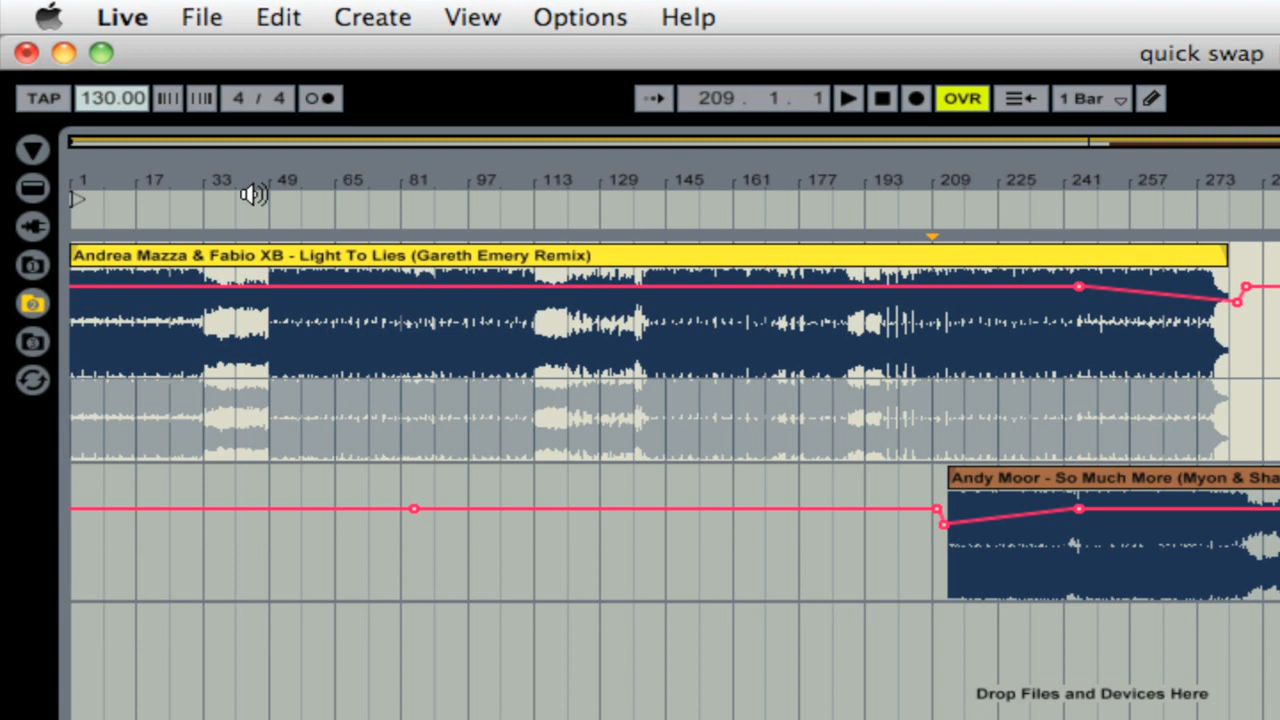 Live File Edit Create View Options Help
quick swap
TAP 130.00 4 / 4 209 . 1 . 1 OVR 1 Bar
1 17 33 49 65 81 97 113 129 145 161 177 193 209 225 241 257 273 2
Andrea Mazza & Fabio XB - Light To Lies (Gareth Emery Remix)
Andy Moor - So Much More (Myon & Sha
Drop Files and Devices Here